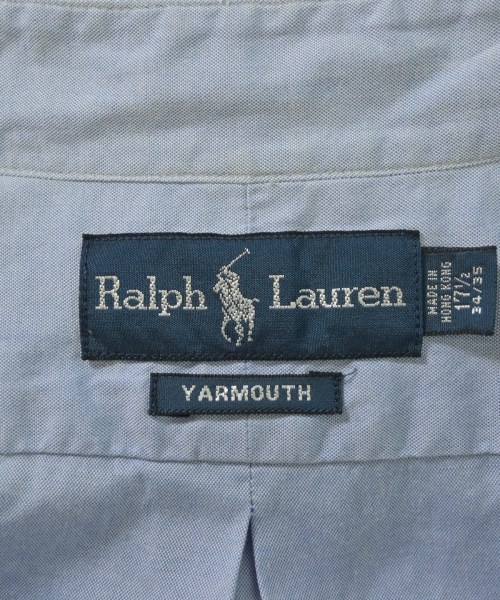 Ralph Lauren
MADE IN
HONG KONG
17½
34/35
YARMOUTH